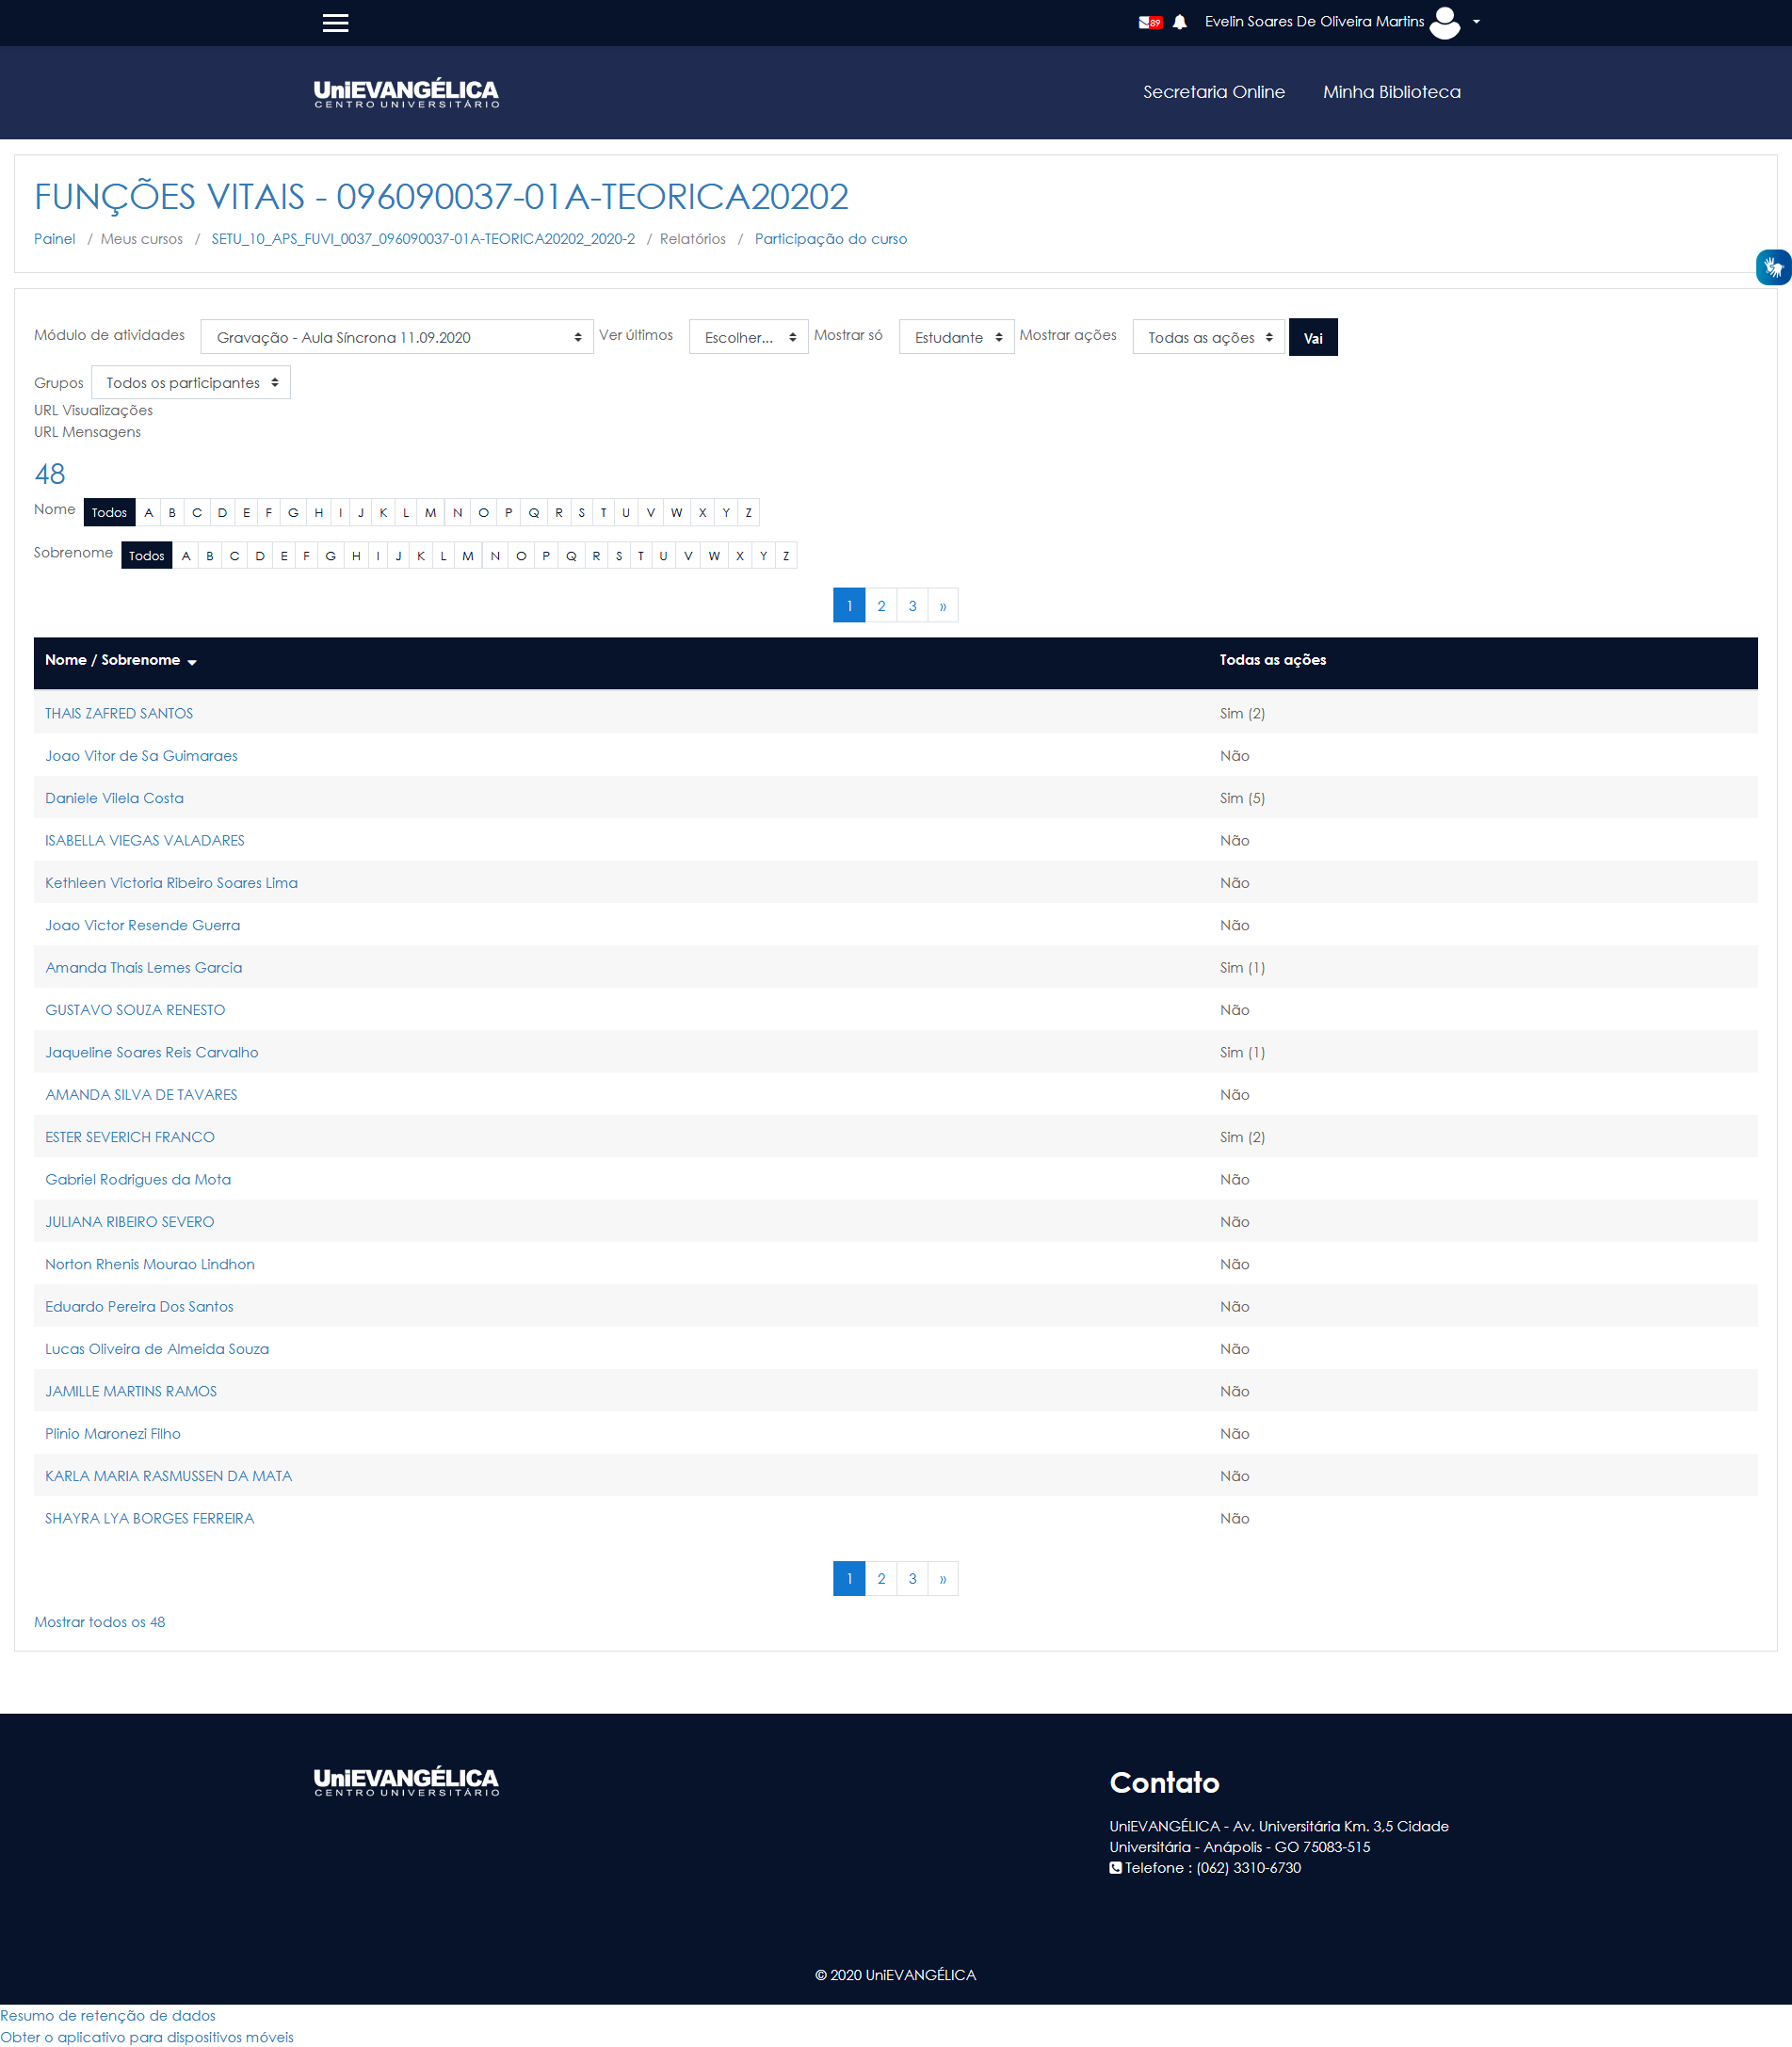 89 Evelin Soares De Oliveira Martins
UniEVANGÉLICA
CENTRO UNIVERSITÁRIO
Secretaria Online Minha Biblioteca
FUNÇÕES VITAIS - 096090037-01A-TEORICA20202
Painel / Meus cursos / SETU_10_APS_FUVI_0037_096090037-01A-TEORICA20202_2020-2 / Relatórios / Participação do curso
Módulo de atividades Gravação - Aula Síncrona 11.09.2020 Ver últimos Escolher... Mostrar só Estudante Mostrar ações Todas as ações Vai
Grupos Todos os participantes
URL Visualizações
URL Mensagens
48
Nome Todos A B C D E F G H I J K L M N O P Q R S T U V W X Y Z
Sobrenome Todos A B C D E F G H I J K L M N O P Q R S T U V W X Y Z
1 2 3 »
Nome / Sobrenome Todas as ações
THAIS ZAFRED SANTOS Sim (2)
Joao Vitor de Sa Guimaraes Não
Daniele Vilela Costa Sim (5)
ISABELLA VIEGAS VALADARES Não
Kethleen Victoria Ribeiro Soares Lima Não
Joao Victor Resende Guerra Não
Amanda Thais Lemes Garcia Sim (1)
GUSTAVO SOUZA RENESTO Não
Jaqueline Soares Reis Carvalho Sim (1)
AMANDA SILVA DE TAVARES Não
ESTER SEVERICH FRANCO Sim (2)
Gabriel Rodrigues da Mota Não
JULIANA RIBEIRO SEVERO Não
Norton Rhenis Mourao Lindhon Não
Eduardo Pereira Dos Santos Não
Lucas Oliveira de Almeida Souza Não
JAMILLE MARTINS RAMOS Não
Plinio Maronezi Filho Não
KARLA MARIA RASMUSSEN DA MATA Não
SHAYRA LYA BORGES FERREIRA Não
1 2 3 »
Mostrar todos os 48
UniEVANGÉLICA
CENTRO UNIVERSITÁRIO
Contato
UniEVANGÉLICA - Av. Universitária Km. 3,5 Cidade
Universitária - Anápolis - GO 75083-515
Telefone : (062) 3310-6730
© 2020 UniEVANGÉLICA
Resumo de retenção de dados
Obter o aplicativo para dispositivos móveis